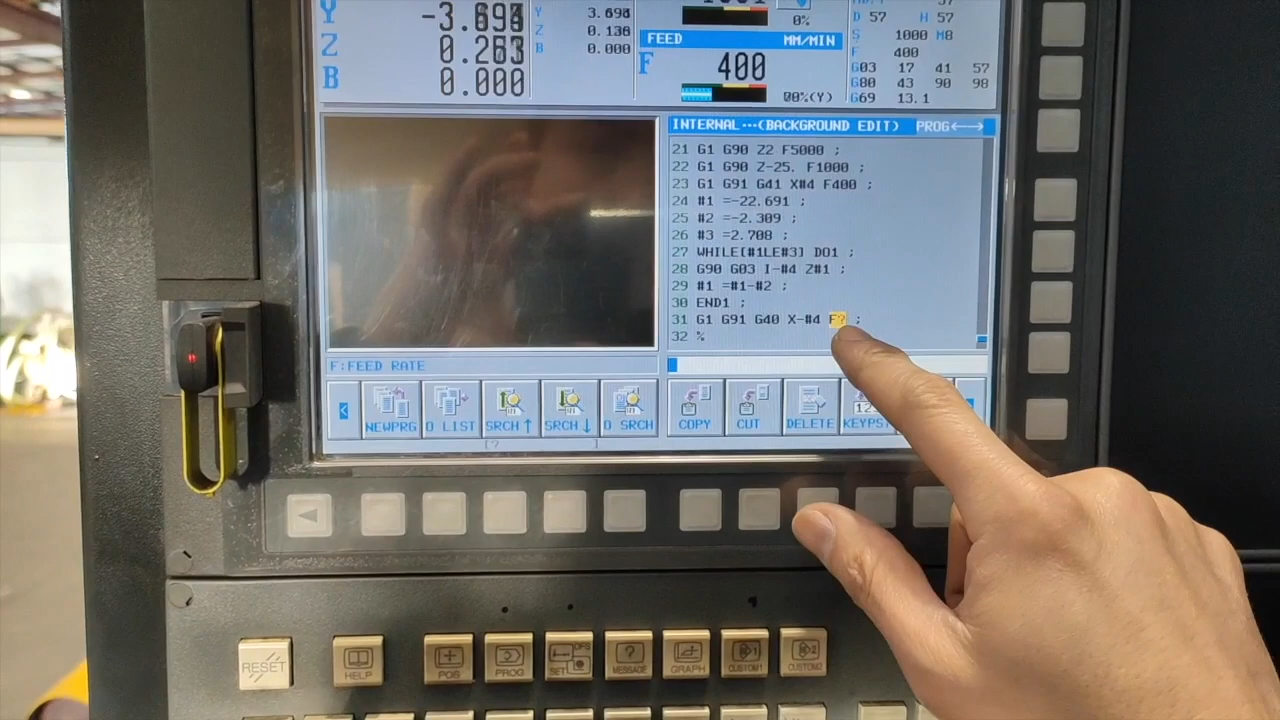 Y -3.69
Z 0.2
B 0.000
Y 3.69
Z 0.13
B 0.000
0%
FEED MM/MIN
F 400
00%(Y)
D 57 H 57
S 1000 M8
F 400
G03 17 41 57
G80 43 90 98
G69 13.1
INTERNAL···(BACKGROUND EDIT) PROG←→
21 G1 G90 Z2 F5000 ;
22 G1 G90 Z-25. F1000 ;
23 G1 G91 G41 X#4 F400 ;
24 #1 =-22.691 ;
25 #2 =-2.309 ;
26 #3 =2.708 ;
27 WHILE[#1LE#3] DO1 ;
28 G90 G03 I-#4 Z#1 ;
29 #1 =#1-#2 ;
30 END1 ;
31 G1 G91 G40 X-#4 F? ;
32 %
F:FEED RATE
<
NEWPRG
O LIST
SRCH↑
SRCH↓
O SRCH
COPY
CUT
DELETE
[?
RESET
HELP
POS
PROG
OFS
SET
?
MESSAGE
GRAPH
CUSTOM1
CUSTOM2